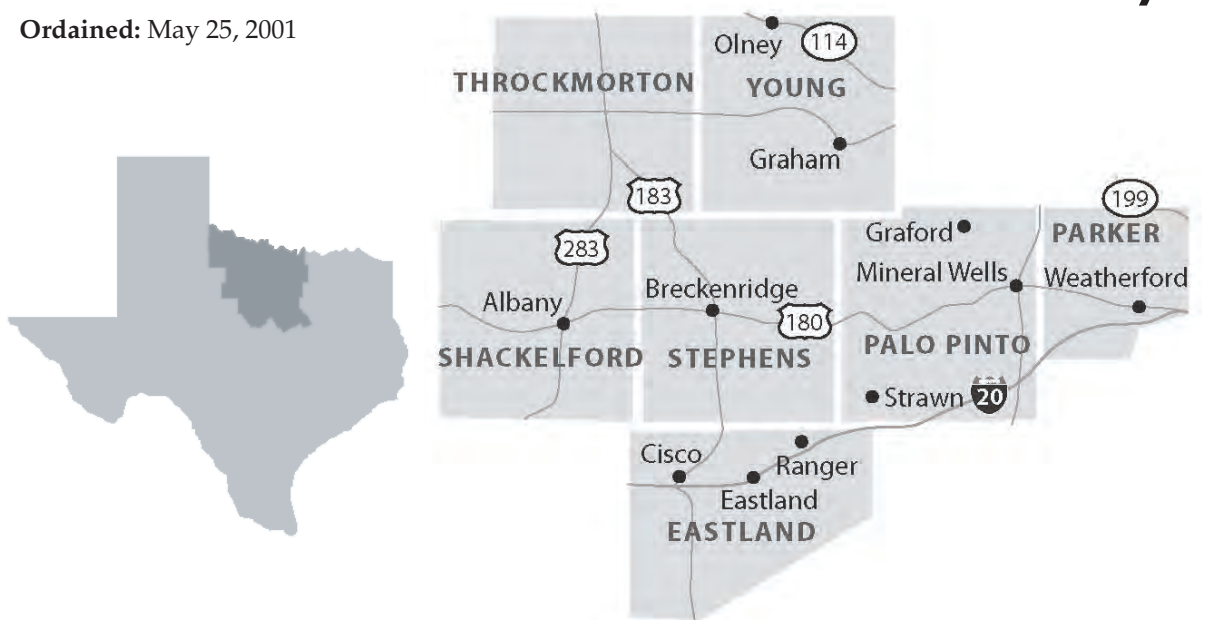 Ordained: May 25, 2001
Olney
114
THROCKMORTON
YOUNG
Graham
183
199
Graford
PARKER
283
Mineral Wells
Weatherford
Breckenridge
Albany
180
PALO PINTO
SHACKELFORD
STEPHENS
Strawn
20
Cisco
Ranger
Eastland
EASTLAND